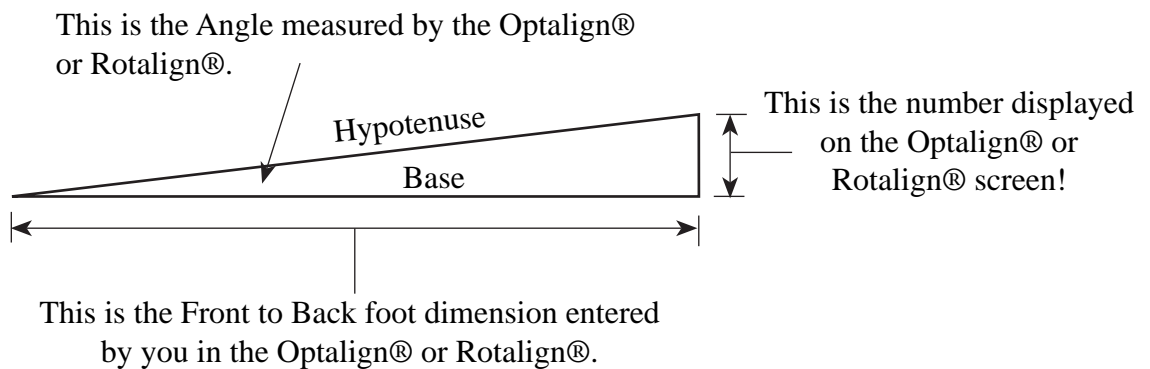 This is the Angle measured by the Optalign®
or Rotalign®.
Hypotenuse
Base
This is the number displayed
on the Optalign® or
Rotalign® screen!
This is the Front to Back foot dimension entered
by you in the Optalign® or Rotalign®.